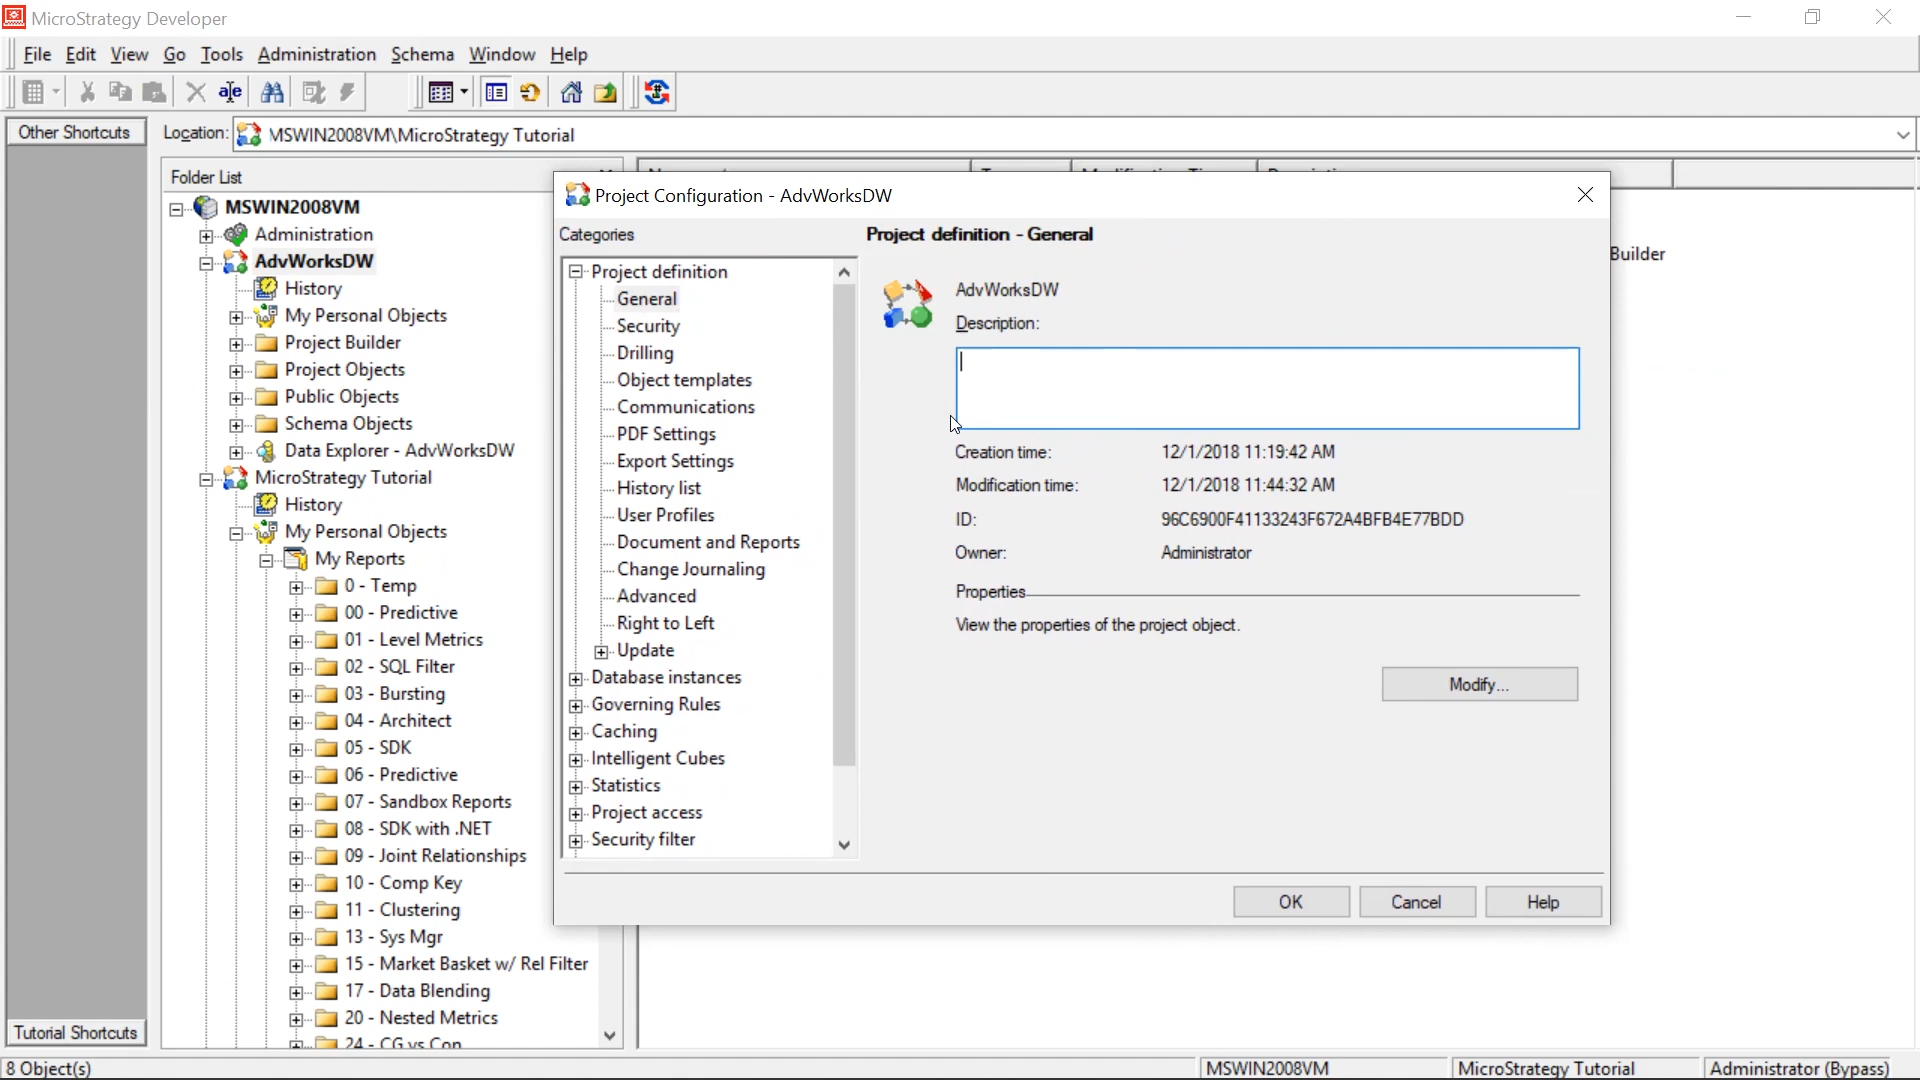 MicroStrategy Developer
File Edit View Go Tools Administration Schema Window Help
Other Shortcuts
Location: MSWIN2008VM\MicroStrategy Tutorial
Folder List
MSWIN2008VM
Administration
AdvWorksDW
History
My Personal Objects
Project Builder
Project Objects
Public Objects
Schema Objects
Data Explorer - AdvWorksDW
MicroStrategy Tutorial
History
My Personal Objects
My Reports
0 - Temp
00 - Predictive
01 - Level Metrics
02 - SQL Filter
03 - Bursting
04 - Architect
05 - SDK
06 - Predictive
07 - Sandbox Reports
08 - SDK with .NET
09 - Joint Relationships
10 - Comp Key
11 - Clustering
13 - Sys Mgr
15 - Market Basket w/ Rel Filter
17 - Data Blending
20 - Nested Metrics
24 - CG vs Con
Tutorial Shortcuts
Project Configuration - AdvWorksDW
Categories
Project definition
General
Security
Drilling
Object templates
Communications
PDF Settings
Export Settings
History list
User Profiles
Document and Reports
Change Journaling
Advanced
Right to Left
Update
Database instances
Governing Rules
Caching
Intelligent Cubes
Statistics
Project access
Security filter
Project definition - General
AdvWorksDW
Description:
Creation time: 12/1/2018 11:19:42 AM
Modification time: 12/1/2018 11:44:32 AM
ID: 96C6900F41133243F672A4BFB4E77BDD
Owner: Administrator
Properties
View the properties of the project object.
Modify...
OK Cancel Help
Builder
8 Object(s) MSWIN2008VM MicroStrategy Tutorial Administrator (Bypass)